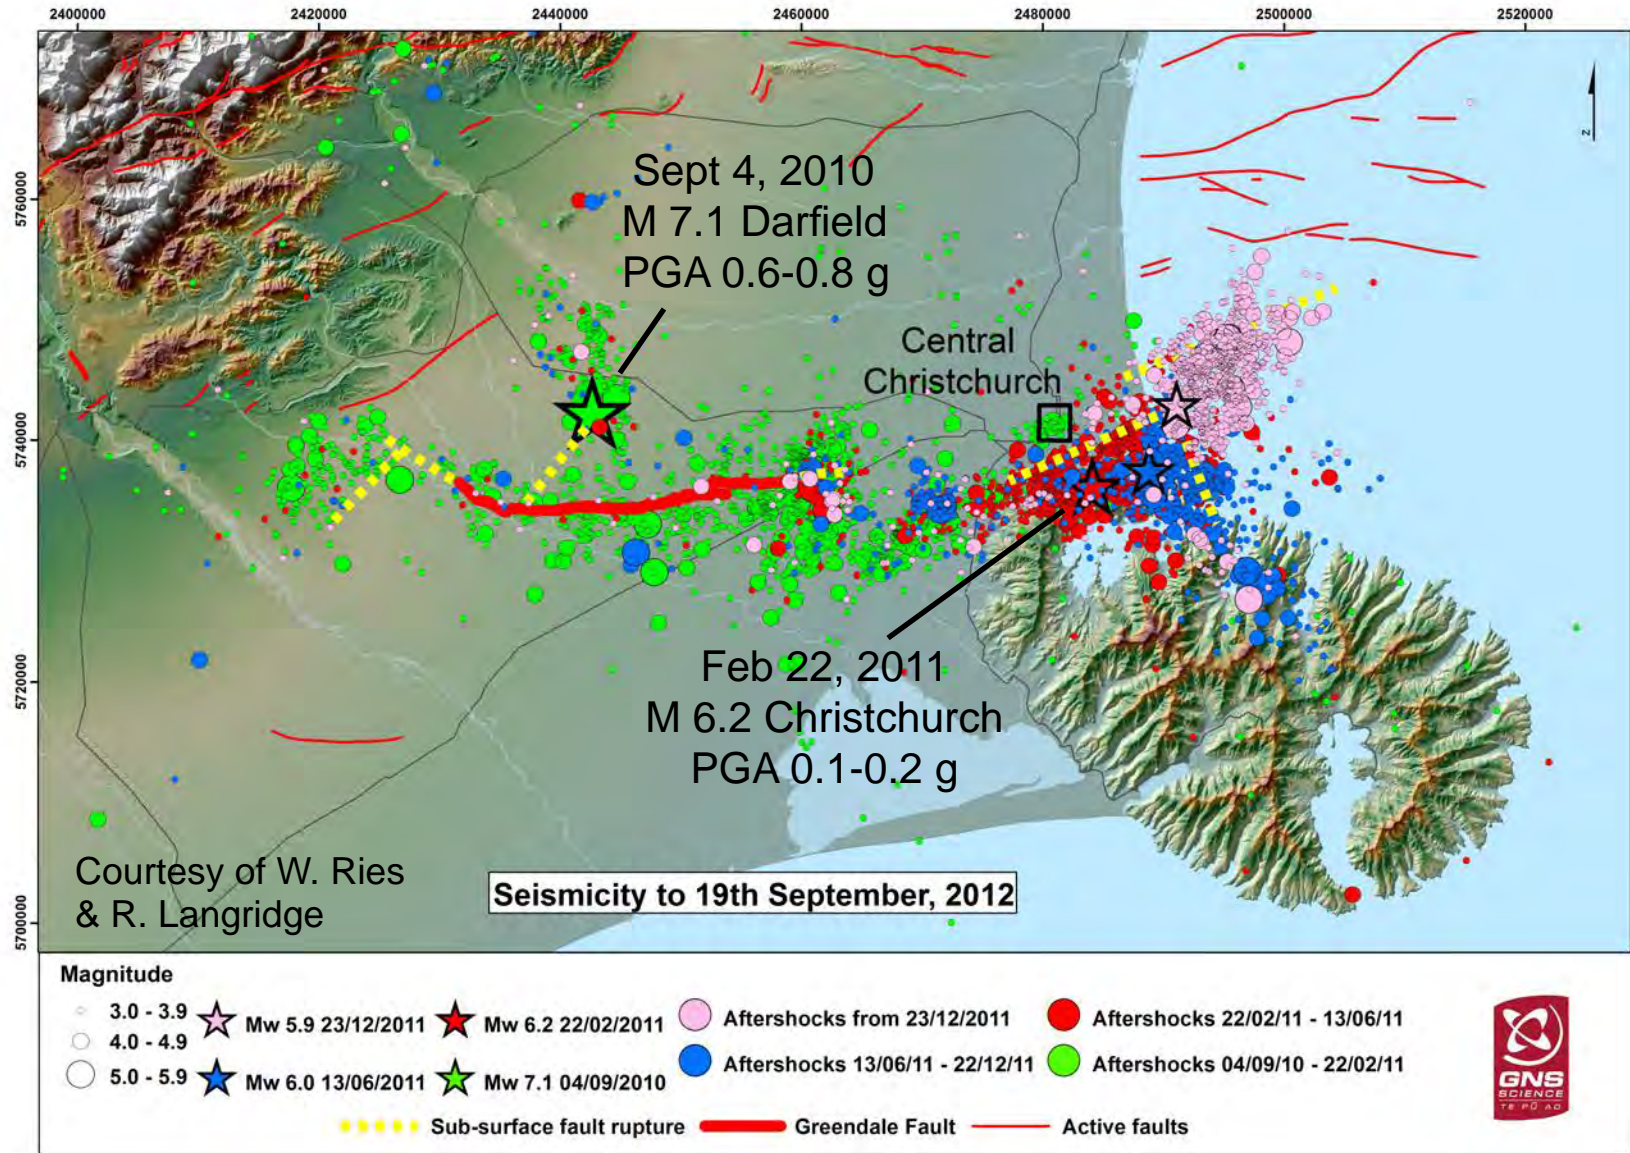 2400000 2420000 2440000 2460000 2480000 2500000 2520000
5760000
5740000
5720000
5700000
z
Sept 4, 2010
M 7.1 Darfield
PGA 0.6-0.8 g
Central
Christchurch
Feb 22, 2011
M 6.2 Christchurch
PGA 0.1-0.2 g
Courtesy of W. Ries
& R. Langridge
Seismicity to 19th September, 2012
Magnitude
3.0 - 3.9
4.0 - 4.9
5.0 - 5.9
Mw 5.9 23/12/2011
Mw 6.0 13/06/2011
Mw 6.2 22/02/2011
Mw 7.1 04/09/2010
Aftershocks from 23/12/2011
Aftershocks 13/06/11 - 22/12/11
Aftershocks 22/02/11 - 13/06/11
Aftershocks 04/09/10 - 22/02/11
Sub-surface fault rupture
Greendale Fault
Active faults
GNS
SCIENCE
TE PŪ AO